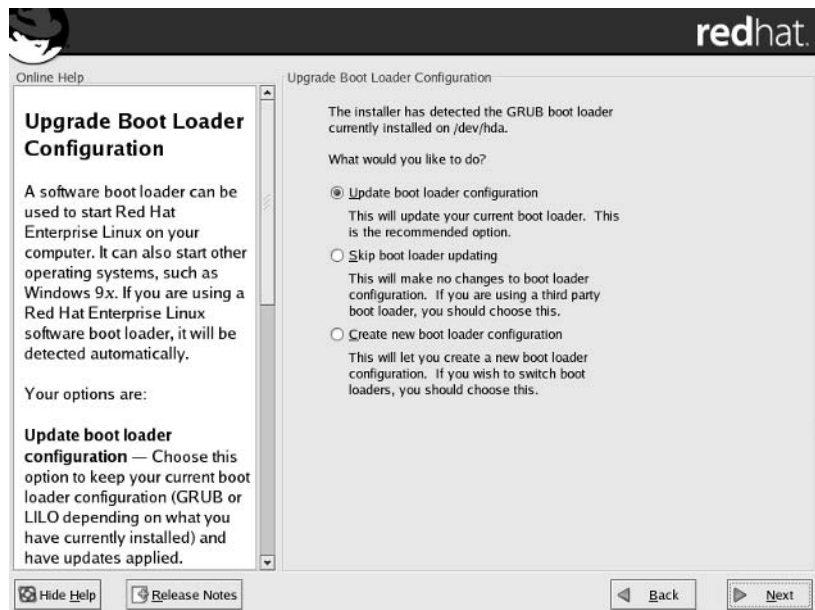 redhat.
Online Help
Upgrade Boot Loader
Configuration
A software boot loader can be
used to start Red Hat
Enterprise Linux on your
computer. It can also start other
operating systems, such as
Windows 9x. If you are using a
Red Hat Enterprise Linux
software boot loader, it will be
detected automatically.
Your options are:
Update boot loader
configuration — Choose this
option to keep your current boot
loader configuration (GRUB or
LILO depending on what you
have currently installed) and
have updates applied.
Upgrade Boot Loader Configuration
The installer has detected the GRUB boot loader
currently installed on /dev/hda.
What would you like to do?
Update boot loader configuration
This will update your current boot loader. This
is the recommended option.
Skip boot loader updating
This will make no changes to boot loader
configuration. If you are using a third party
boot loader, you should choose this.
Create new boot loader configuration
This will let you create a new boot loader
configuration. If you wish to switch boot
loaders, you should choose this.
Hide Help
Release Notes
Back
Next